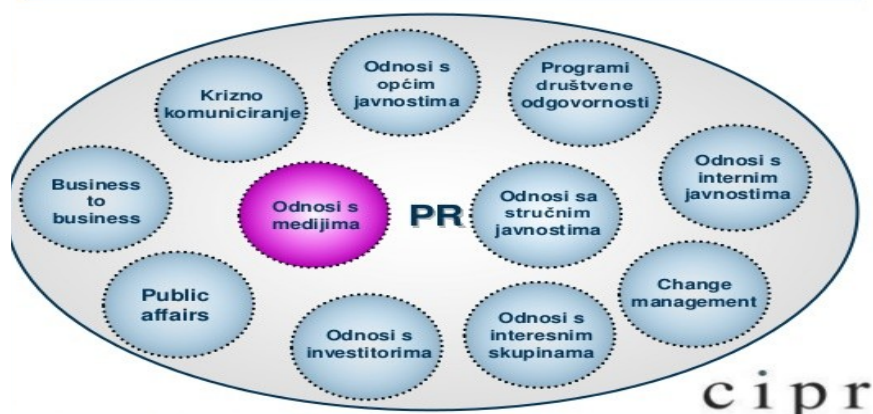 Odnosi s
općim
javnostima
Programi
društvene
odgovornosti
Krizno
komuniciranje
Odnosi s
internim
javnostima
Business
to
business
Odnosi s
medijima
PR
Odnosi sa
stručnim
javnostima
Public
affairs
Change
management
Odnosi s
investitorima
Odnosi s
interesnim
skupinama
cipr